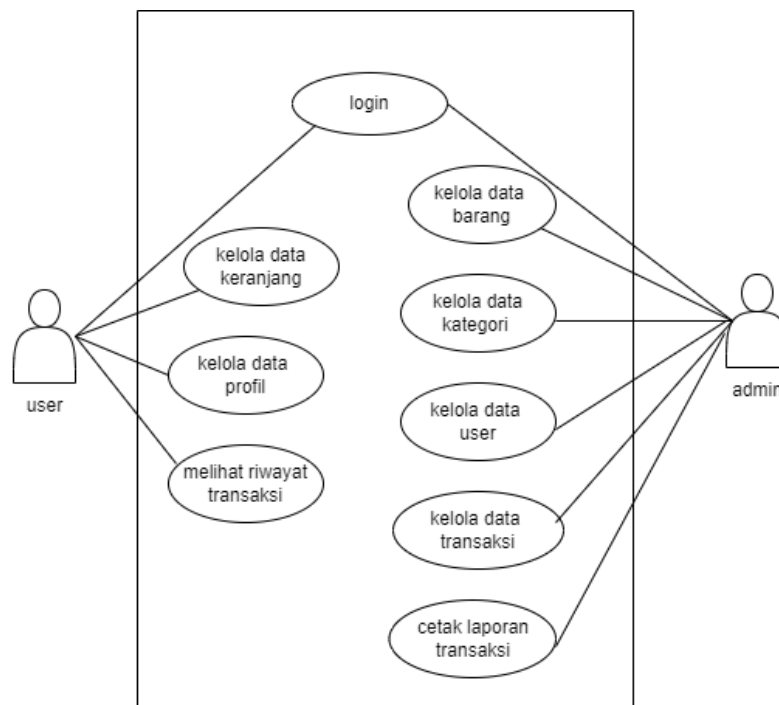 login
kelola data
barang
kelola data
keranjang
kelola data
kategori
kelola data
profil
user
admin
kelola data
user
melihat riwayat
transaksi
kelola data
transaksi
cetak laporan
transaksi